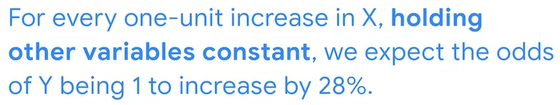 For every one-unit increase in X, holding
other variables constant, we expect the odds
of Y being 1 to increase by 28%.